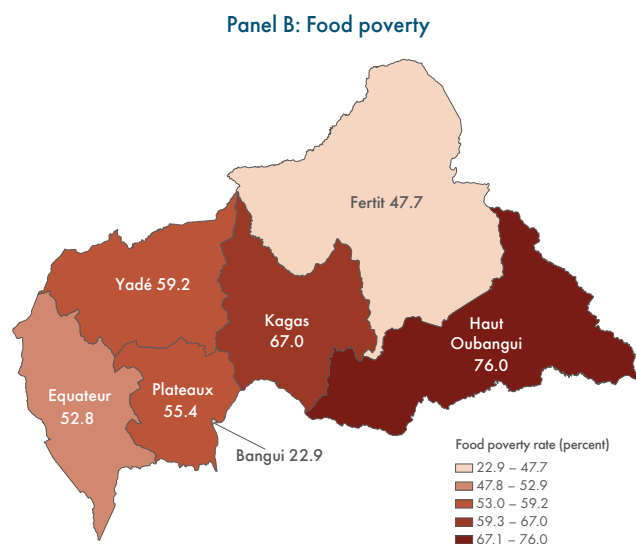 Panel B: Food poverty
Fertit 47.7
Yadé 59.2
Kagas
67.0
Haut
Oubangui
76.0
Equateur
52.8
Plateaux
55.4
Bangui 22.9
Food poverty rate (percent)
22.9 – 47.7
47.8 – 52.9
53.0 – 59.2
59.3 – 67.0
67.1 – 76.0